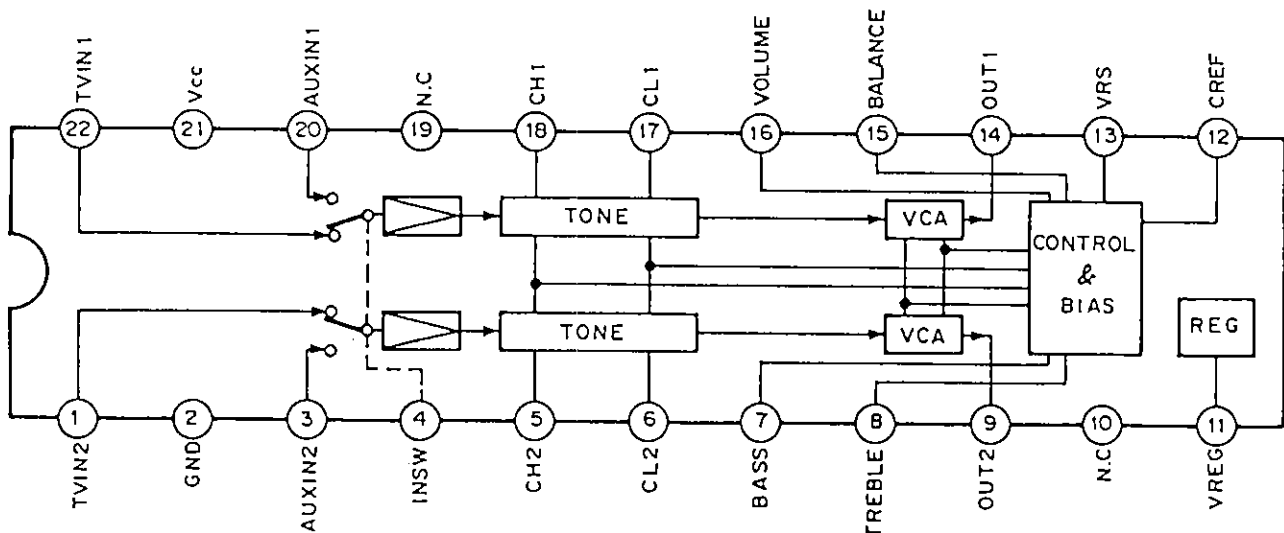 TVIN1
Vcc
AUXIN1
N.C
CH1
CL1
VOLUME
BALANCE
OUT1
VRS
CREF
22
21
20
19
18
17
16
15
14
13
12
TONE
VCA
CONTROL
&
BIAS
TONE
VCA
REG
1
2
3
4
5
6
7
8
9
10
11
TVIN2
GND
AUXIN2
INSW
CH2
CL2
BASS
TREBLE
OUT2
N.C
VREG